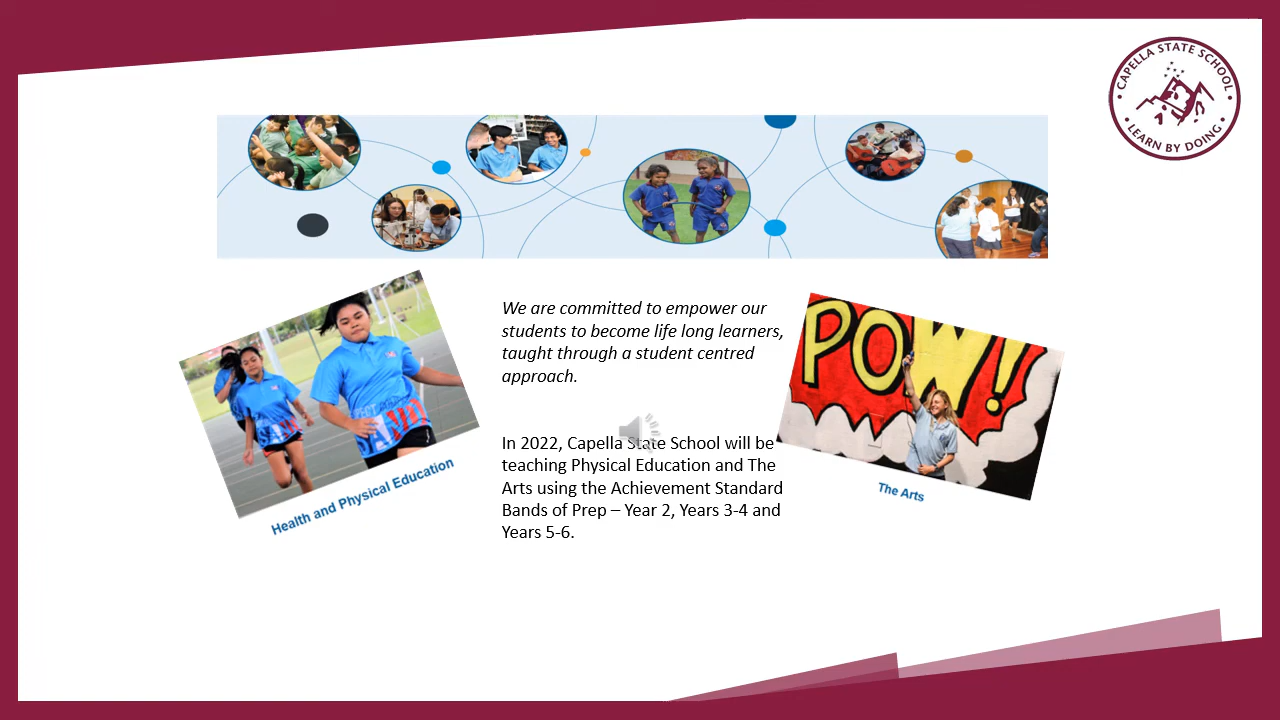 CAPELLA STATE SCHOOL
LEARN BY DOING
We are committed to empower our
students to become life long learners,
taught through a student centred
approach.
POW!
In 2022, Capella State School will be
teaching Physical Education and The
Arts using the Achievement Standard
Bands of Prep – Year 2, Years 3-4 and
Years 5-6.
Health and Physical Education
The Arts